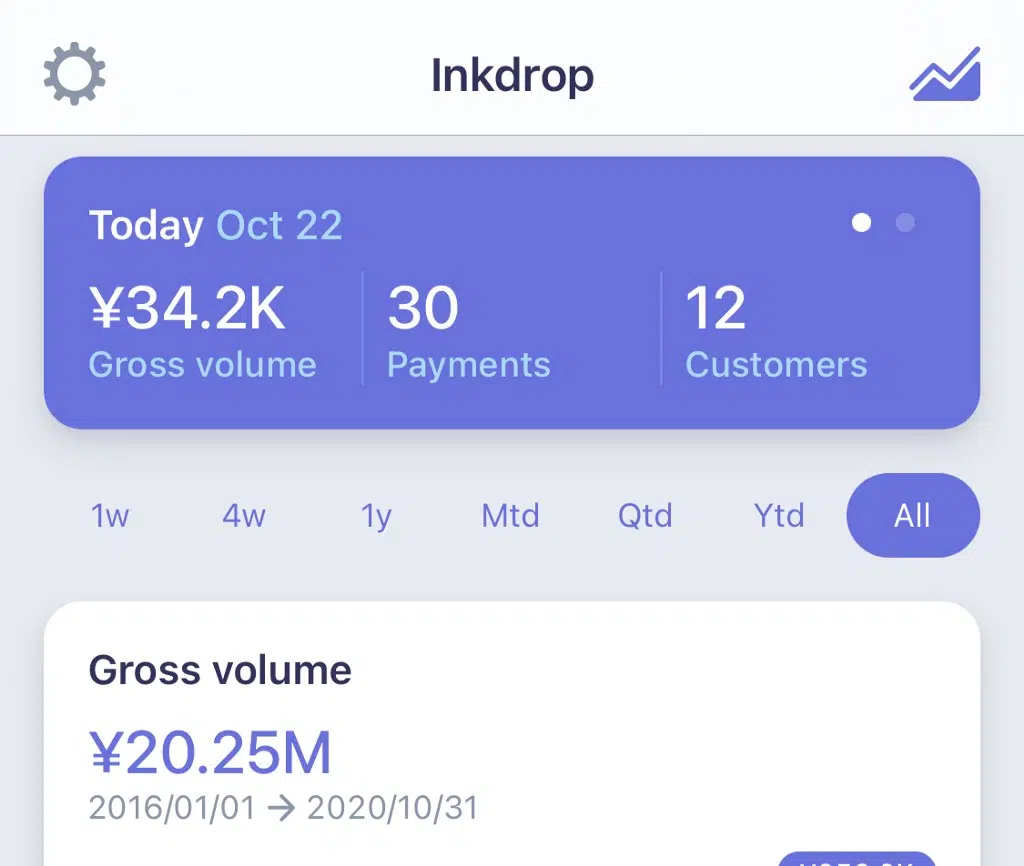 Inkdrop
Today Oct 22
¥34.2K 30 12
Gross volume Payments Customers
1w 4w 1y Mtd Qtd Ytd All
Gross volume
¥20.25M
2016/01/01 → 2020/10/31